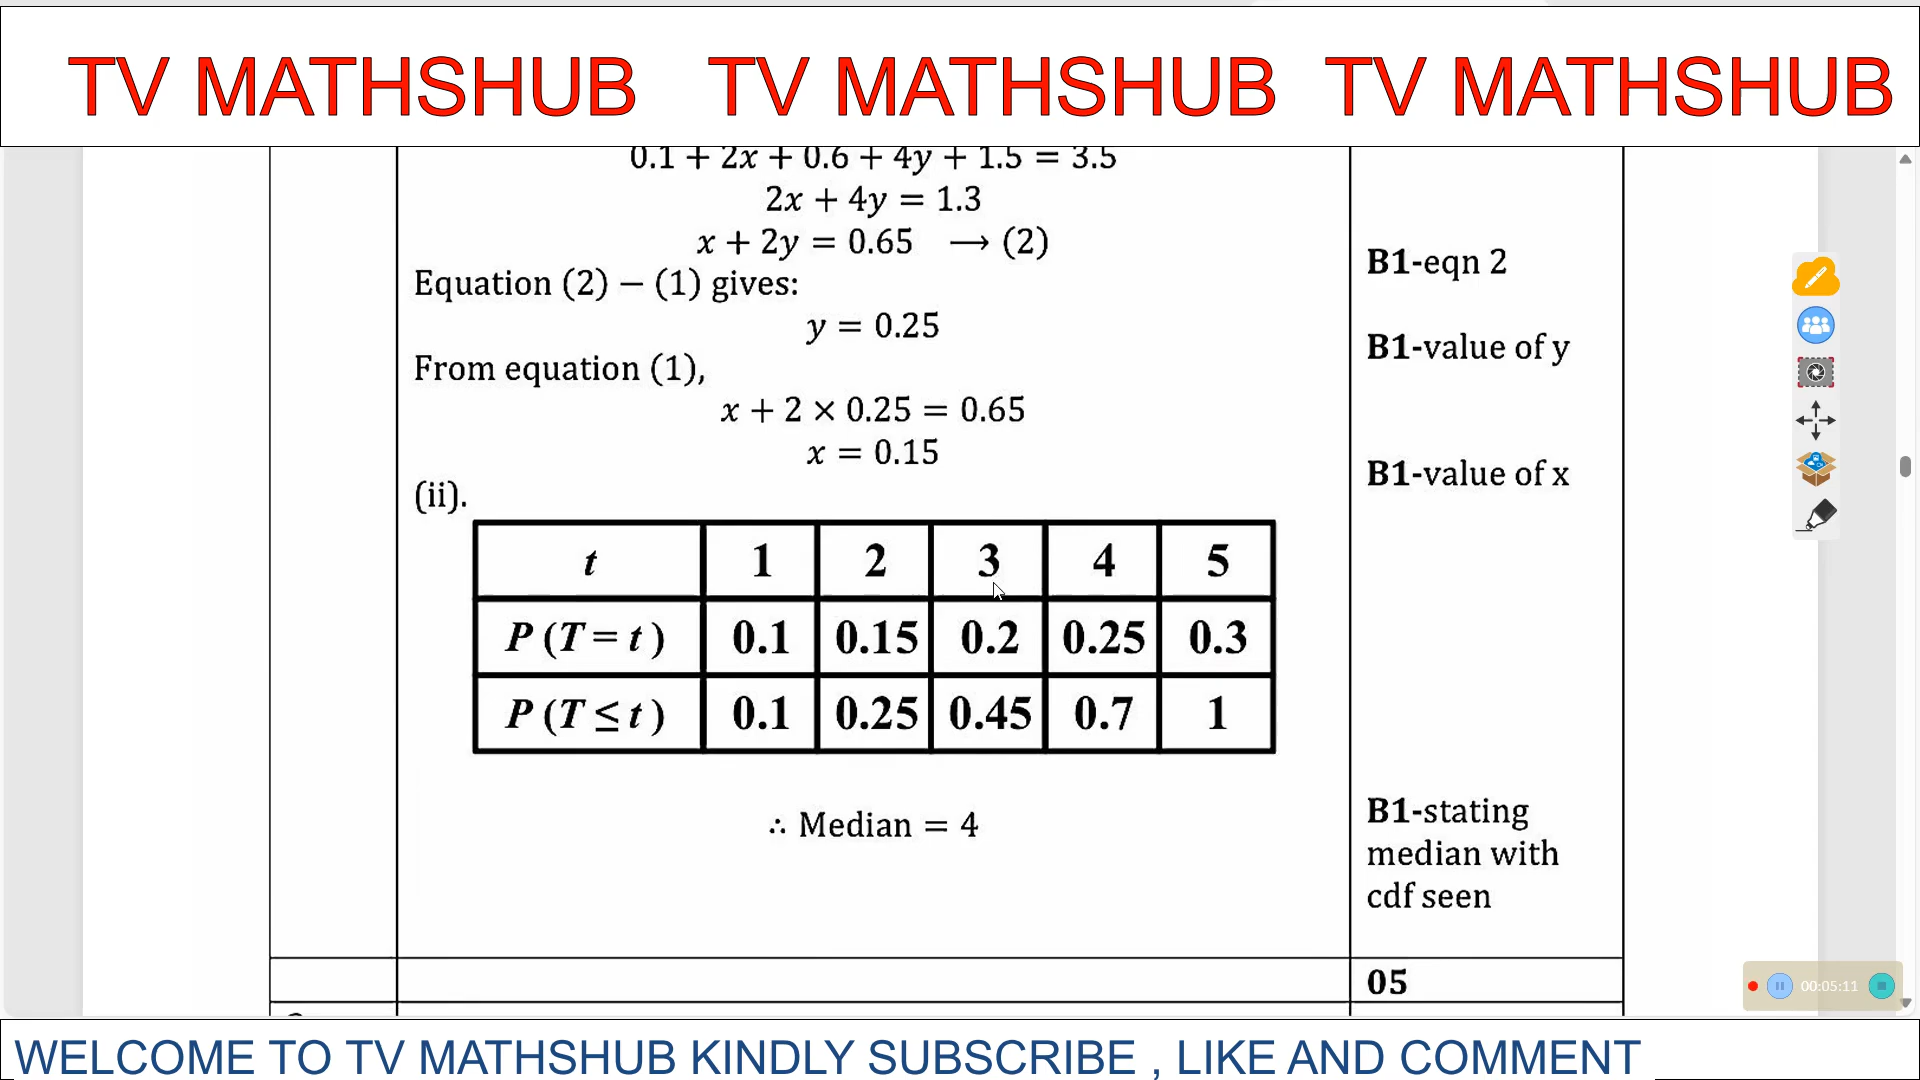 TV MATHSHUB TV MATHSHUB TV MATHSHUB
0.1 + 2x + 0.6 + 4y + 1.5 = 3.5
2x + 4y = 1.3
x + 2y = 0.65 ⟶ (2)
B1-eqn 2
Equation (2) − (1) gives:
y = 0.25
B1-value of y
From equation (1),
x + 2 × 0.25 = 0.65
x = 0.15
B1-value of x
(ii).
t 1 2 3 4 5
P (T = t ) 0.1 0.15 0.2 0.25 0.3
P (T ≤ t ) 0.1 0.25 0.45 0.7 1
∴ Median = 4
B1-stating
median with
cdf seen
05
00:05:11
WELCOME TO TV MATHSHUB KINDLY SUBSCRIBE , LIKE AND COMMENT